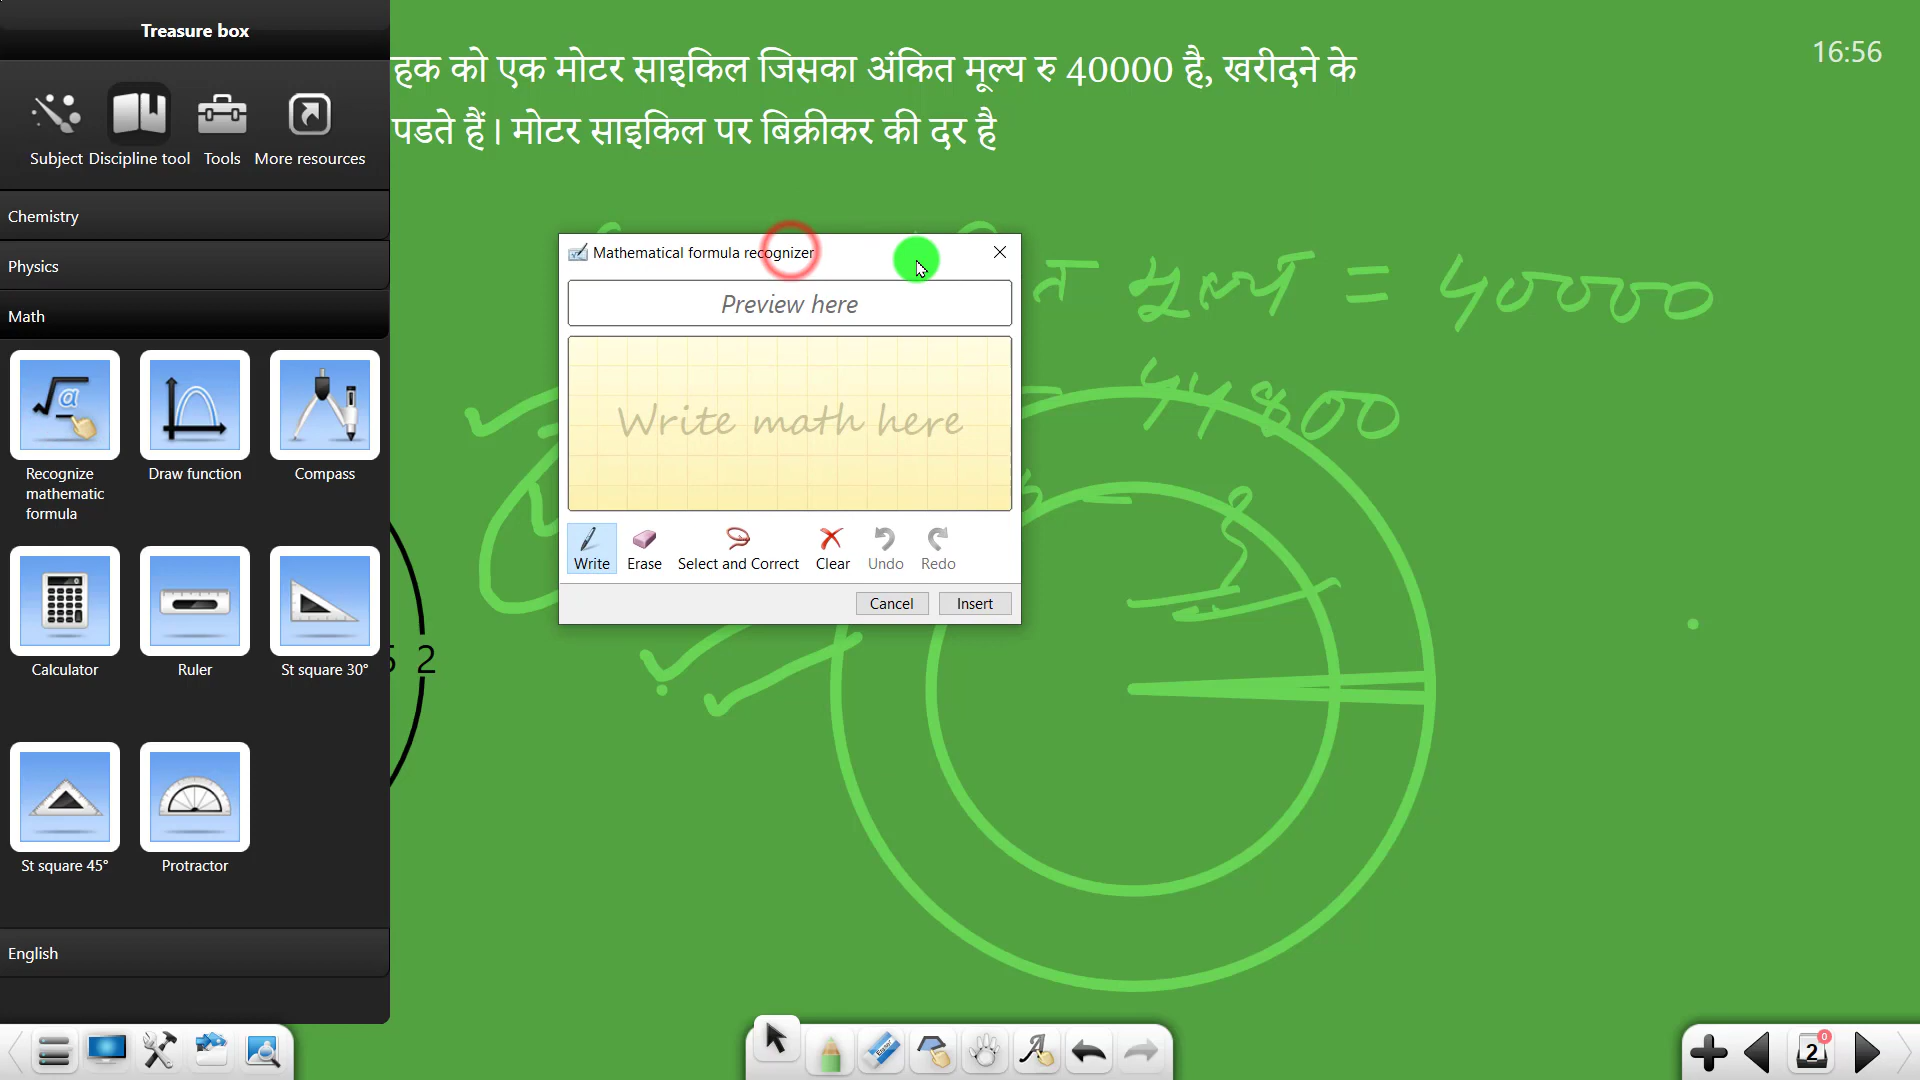 Treasure box
हक को एक मोटर साइकिल जिसका अंकित मूल्य रु 40000 है, खरीदने के
16:56
पडते हैं। मोटर साइकिल पर बिक्रीकर की दर है
Subject Discipline tool Tools More resources
Chemistry
Physics
Math
Recognize
mathematic
formula
Draw function
Compass
Calculator
Ruler
St square 30°
St square 45°
Protractor
English
Mathematical formula recognizer
Preview here
Write math here
Write Erase Select and Correct Clear Undo Redo
Cancel Insert
त मूल्य = 40000
44800
2
Eraser
A
2
0